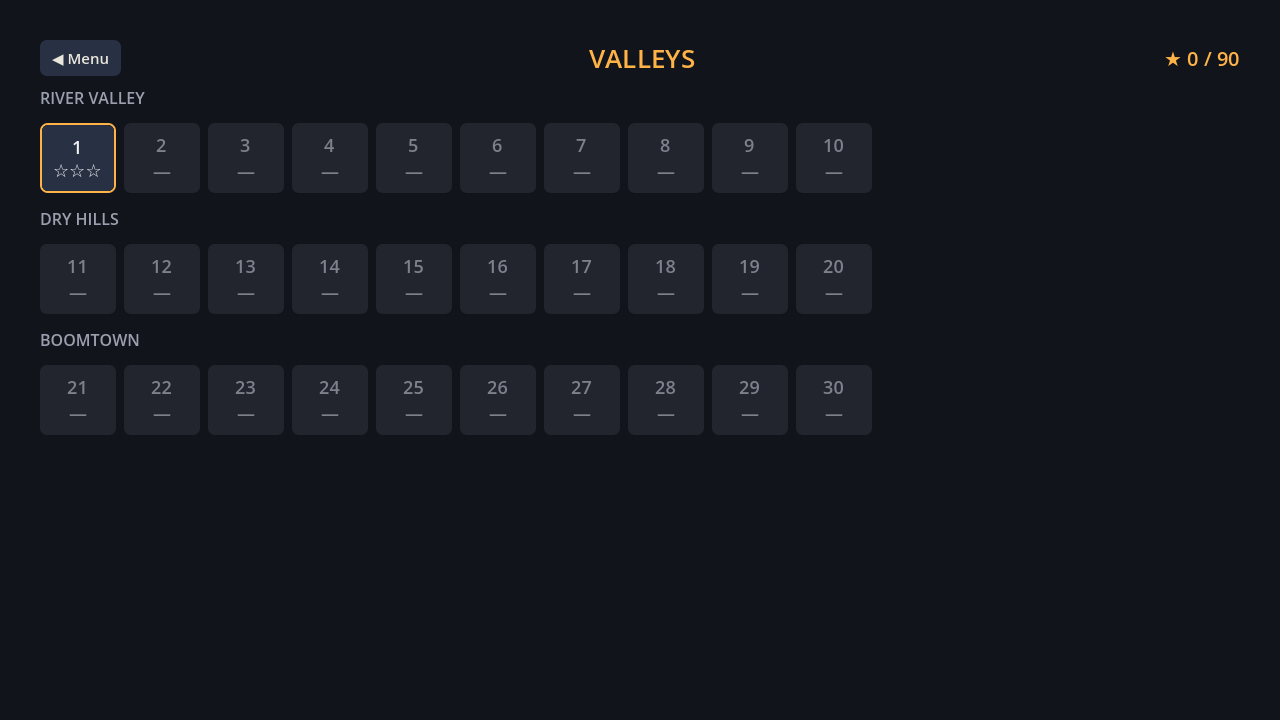 ◀ Menu VALLEYS ★ 0 / 90
RIVER VALLEY
1 2 3 4 5 6 7 8 9 10
☆☆☆ — — — — — — — — —
DRY HILLS
11 12 13 14 15 16 17 18 19 20
— — — — — — — — — —
BOOMTOWN
21 22 23 24 25 26 27 28 29 30
— — — — — — — — — —